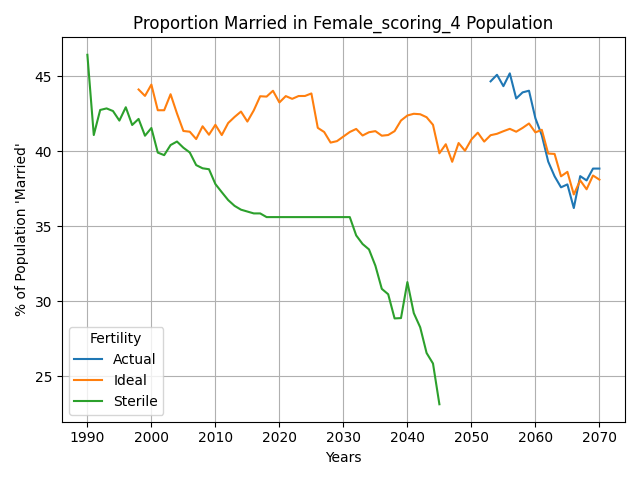 Proportion Married in Female_scoring_4 Population
% of Population 'Married'
45
40
35
30
25
Fertility
Actual
Ideal
Sterile
1990 2000 2010 2020 2030 2040 2050 2060 2070
Years